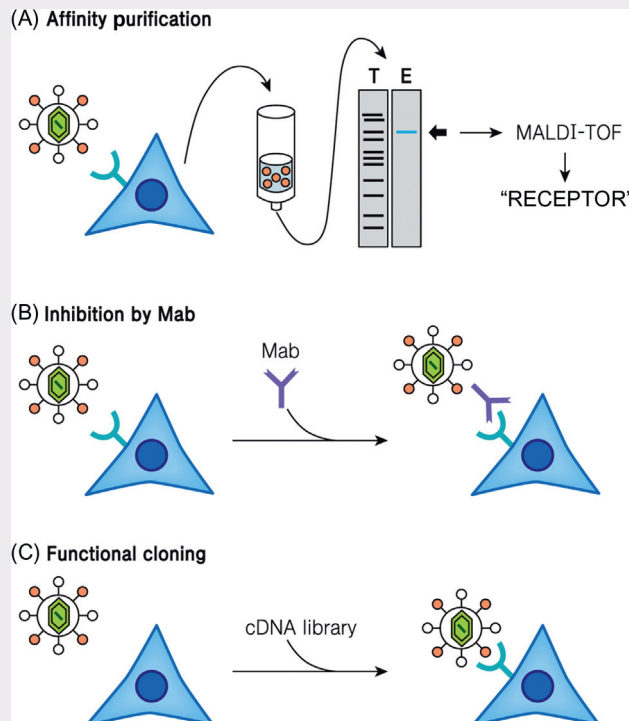 (A) Affinity purification
T E
MALDI-TOF
“RECEPTOR’
(B) Inhibition by Mab
Mab
(C) Functional cloning
cDNA library